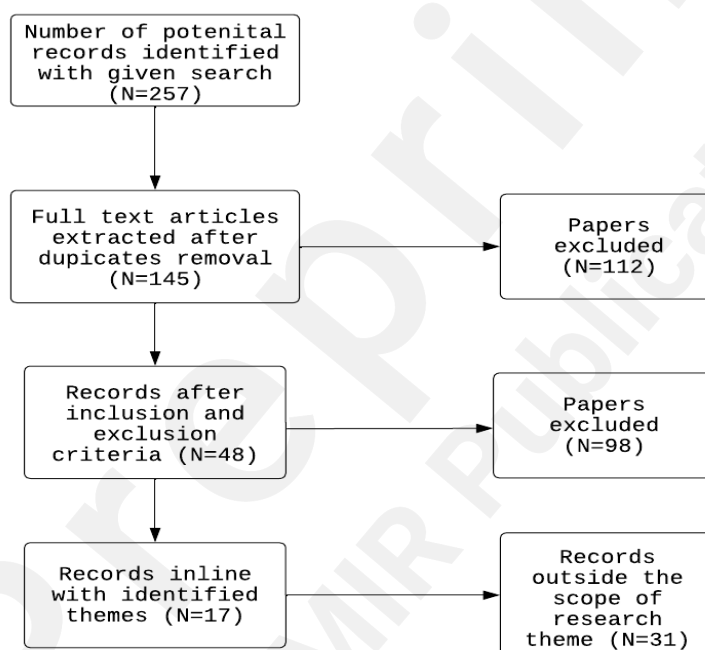 Number of potenital
records identified
with given search
(N=257)
Full text articles
extracted after
dupicates removal
(N=145)
Papers
excluded
(N=112)
Records after
inclusion and
exclusion
criteria (N=48)
Papers
excluded
(N=98)
Records inline
with identified
themes (N=17)
Records
outside the
scope of
research
theme (N=31)